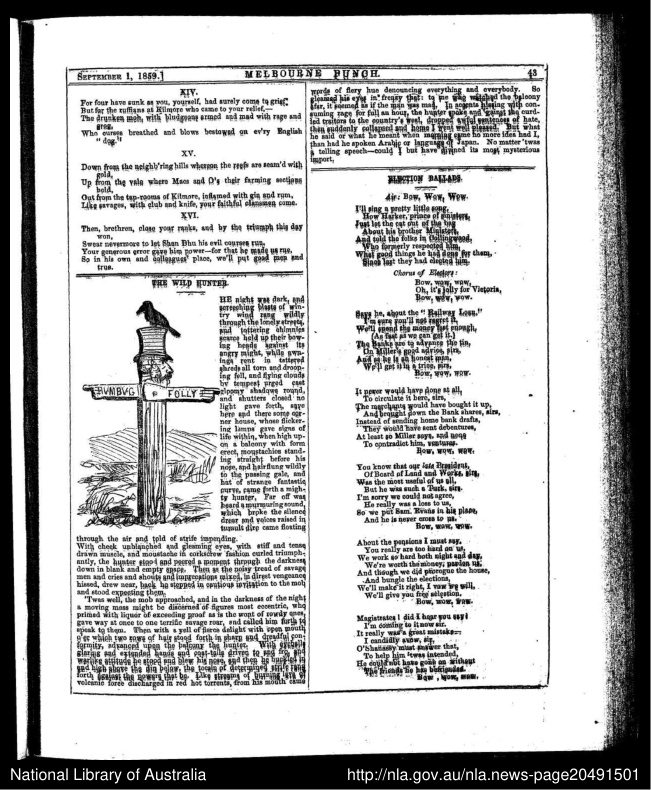 SEPTEMBER 1, 1859.]
MELBOURNE PUNCH.
43
XIV.
For four have sunk as you, yourself, had surely come to grief,
But for the ruffians at Kilmore who came to your relief,—
The drunken mob, with bludgeons armed and mad with rage and
grog,
Who curses breathed and blows bestowed on ev'ry English
"dog."
XV.
Down from the neighb'ring hills whereon the reefs are seam'd with
gold,
Up from the vale where Macs and O's their farming sections
hold,
Out from the tap-rooms of Kilmore, inflamed with gin and rum,
Like savages, with club and knife, your faithful clansmen come.
XVI.
Then, brethren, close your ranks, and by the triumph this day
won,
Swear nevermore to let Shan Dhu his evil courses run.
Your generous error gave him power—for that he made us rue,
So in his own and colleagues' place, we'll put good men and
true.
THE WILD HUNTER.
HUMBUG
P
FOLLY
HE night was dark, and
screeching blasts of win-
try wind rang wildly
through the lonely streets,
and tottering chimnies
scarce held up their bow-
ing heads against its
angry might, while awn-
ings rent in tattered
shreds all torn and droop-
ing fell, and flying clouds
by tempest urged cast
gloomy shadows round,
and shutters closed no
light gave forth, save
here and there some cor-
ner house, whose flicker-
ing lamps gave signs of
life within, when high up-
on a balcony with form
erect, moustachios stand-
ing straight before his
nose, and hair flung wildly
to the passing gale, and
hat of strange fantastic
curve, came forth a migh-
ty hunter. Far off was
heard a murmuring sound,
which broke the silence
drear and voices raised in
tumult dire came floating
through the air and told of strife impending.
With cheek unblanched and gleaming eyes, with stiff and tense
drawn muscle, and moustache in corkscrew fashion curled triumph-
antly, the hunter stood and peered a moment through the darkness
down in blank and empty space. Then as the noisy tread of savage
men and cries and shouts and imprecations mixed, in direst vengeance
hissed, drew near, back he stepped in cautious invitation to the mob
and stood expecting them.
'Twas well, the mob approached, and in the darkness of the night
a moving mass might be discerned of figures most eccentric, who
primed with liquor of exceeding proof as is the wont of rowdy ones,
gave way at once to one terrific savage roar, and called him forth to
speak to them. Then with a yell of fierce delight with open mouth
o'er which two rows of hair stood forth in sharp and dreadful con-
formity, advanced upon the balcony the hunter. With eyeballs
glaring and extended hands and coat-tails driven to and fro, and
warlike attitude he stood and blew his nose, and then he
and high above the din below, the tocsin of determined strife rang
forth against the powers that be. Like streams of burning lava of
volcanic force discharged in red hot torrents, from his mouth came
words of fiery hue denouncing everything and everybody. So
gleamed his eyes in frenzy that to me who watched the balcony
afar, it seemed as if the man was mad. In accents hissing with con-
suming rage for full an hour, the hunter spoke and 'gainst the
led traitors to the country's weal, dropped awful sentences of hate,
then suddenly collapsed and home I went well pleased. But what
he said or what he meant when morning came no more idea had I,
than had he spoken Arabic or language of Japan. No matter 'twas
a telling speech—could I but have divined its most mysterious
import.
ELECTION BALLADS.
Air: BOW, WOW, WOW.
I'll sing a pretty little song,
How Harker, prince of ministers,
Just let the cat out of the bag
About his brother Ministers,
And told the folks in Collingwood,
Who formerly respected him,
What good things he had done for them,
Since last they had elected him.
Chorus of Electors:
Bow, wow, wow,
Oh, it's jolly for Victoria,
Bow, wow, wow.
Says he, about the "Railway Loan,"
I'm sure you'll not regret it,
We'll spend the money fast enough,
(As fast as we can get it.)
The Banks are to advance the tin,
On Miller's good advice, sirs,
And as he is an honest man,
We'll get it in a trice, sirs.
Bow, wow, wow.
It never would have done at all,
To circulate it here, sirs,
The merchants would have bought it up,
And brought down the Bank shares, sirs,
Instead of sending home bank drafts,
They would have sent debentures,
At least so Miller says, and none
To contradict him, ventures.
Bow, wow, wow.
You know that our late President,
Of Board of Land and Works, sirs,
Was the most useful of us all,
But he was such a Turk, sirs.
I'm sorry we could not agree,
He really was a loss to us,
So we put Sam. Evans in his place,
And he is never cross to us.
Bow, wow, wow.
About the pensions I must say,
You really are too hard on us,
We work so hard both night and day,
We're worth the money, pardon us,
And though we did prorogue the house,
And bungle the elections,
We'll make it right, I vow we will,
We'll give you free selection.
Bow, wow, wow.
Magistrates! did I hear you say?
I'm coming to it now sir.
It really was a great mistake—
I candidly avow, sir,
O'Shanassy must answer that,
To help him 'twas intended,
He could not have gone on without
The friends he has befriended.
Bow, wow, wow.
National Library of Australia
http://nla.gov.au/nla.news-page20491501